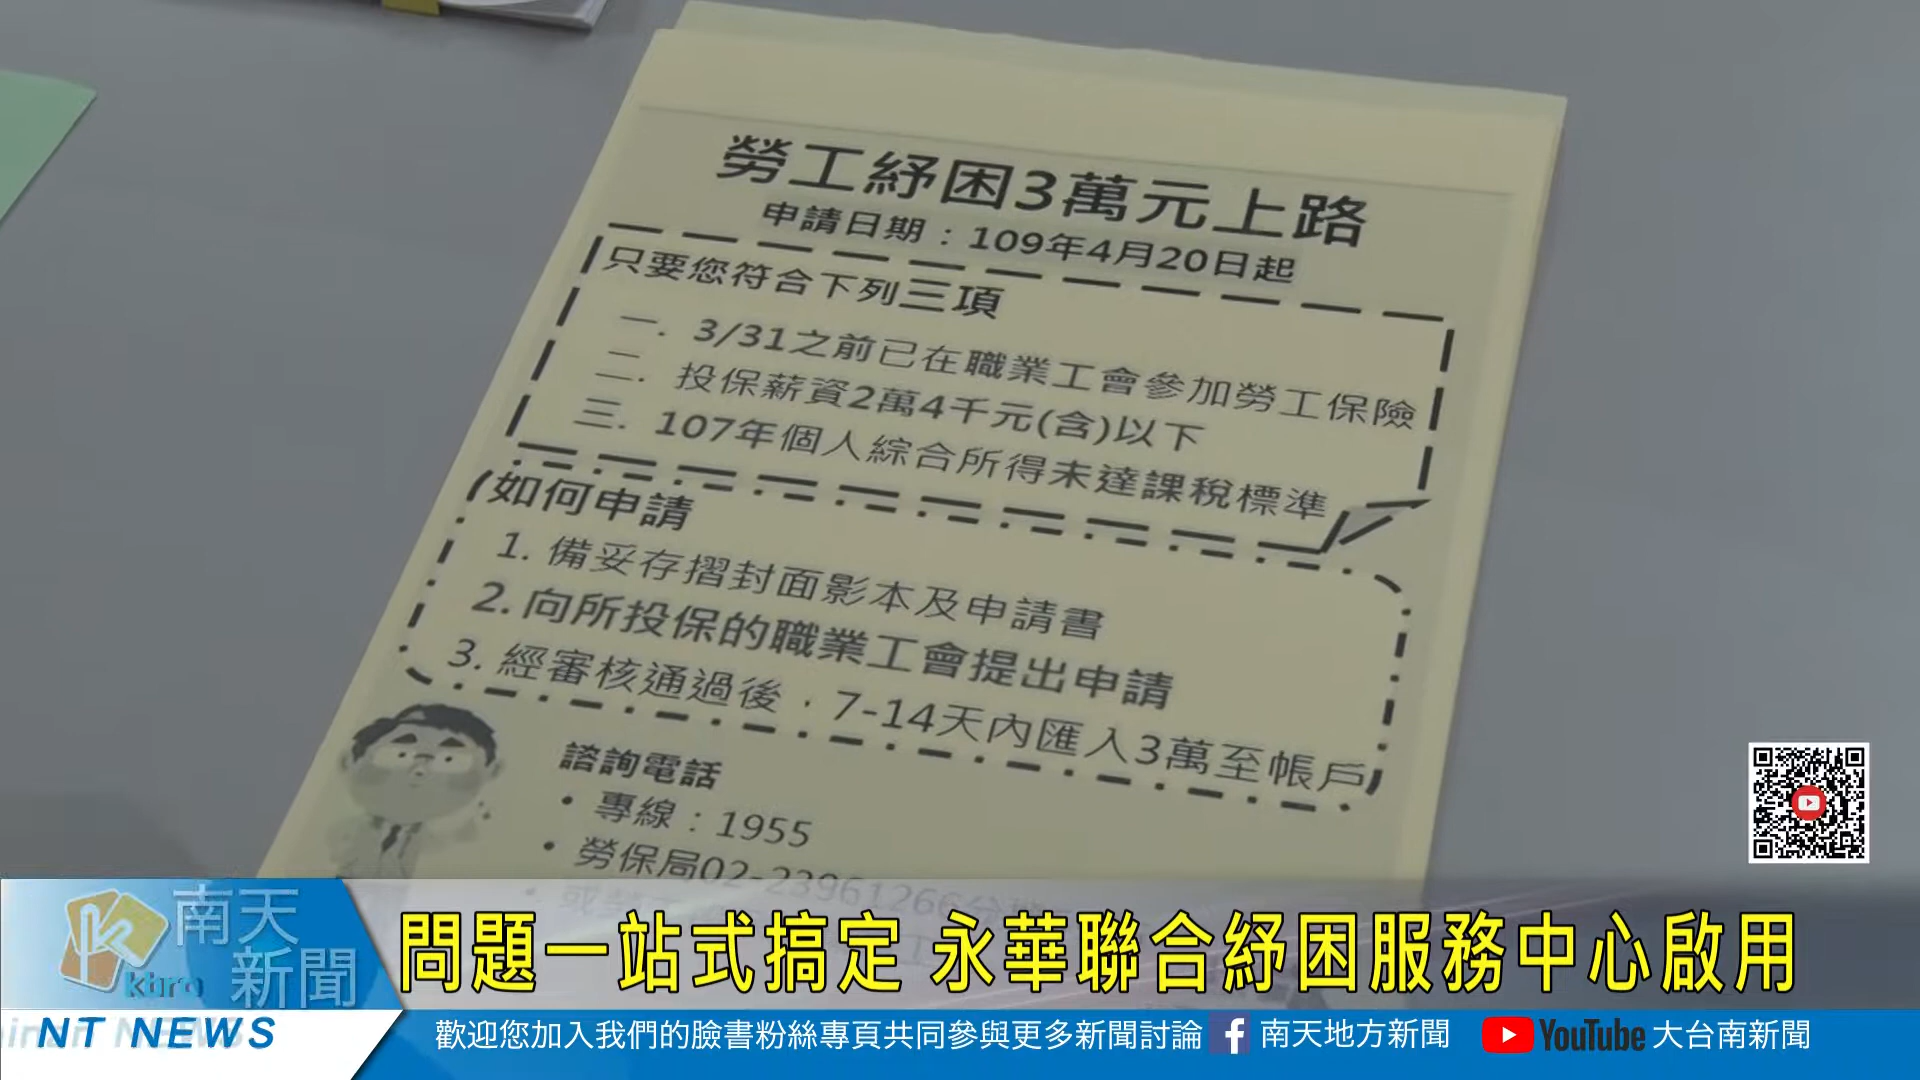 勞工紓困3萬元上路
申請日期：109年4月20日起
只要您符合下列三項
一. 3/31之前已在職業工會參加勞工保險
二. 投保薪資2萬4千元(含)以下
三. 107年個人綜合所得未達課稅標準
如何申請
1. 備妥存摺封面影本及申請書
2. 向所投保的職業工會提出申請
3. 經審核通過後，7-14天內匯入3萬至帳戶
諮詢電話
• 專線：1955
• 勞保局02-23961266
南天
新聞
kbro
問題一站式搞定 永華聯合紓困服務中心啟用
NT NEWS
歡迎您加入我們的臉書粉絲專頁共同參與更多新聞討論 南天地方新聞 YouTube 大台南新聞